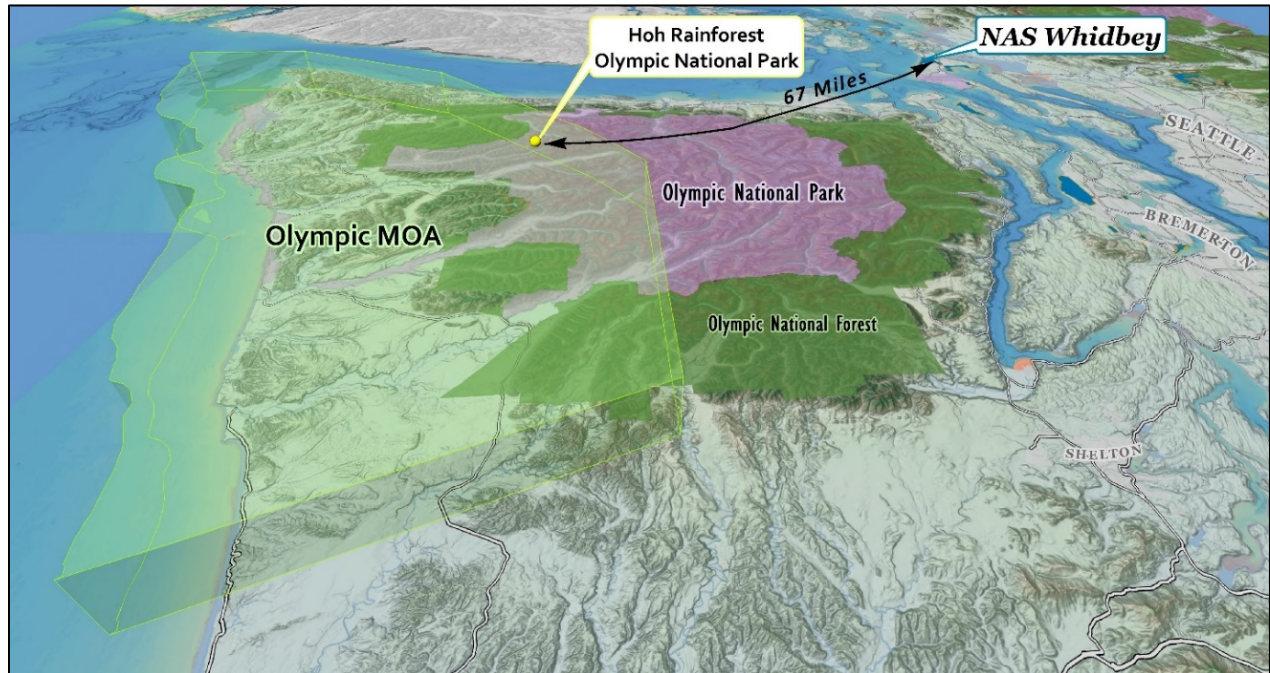 Hoh Rainforest
Olympic National Park
NAS Whidbey
67 Miles
SEATTLE
Olympic National Park
BREMERTON
Olympic MOA
Olympic National Forest
SHELTON